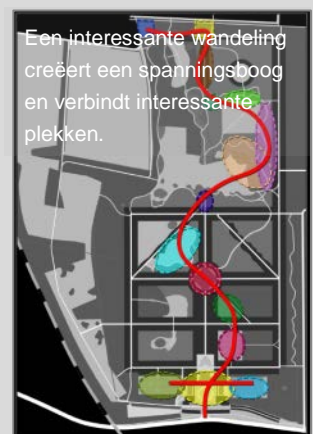 Een interessante wandeling
creëert een spanningsboog
en verbindt interessante
plekken.